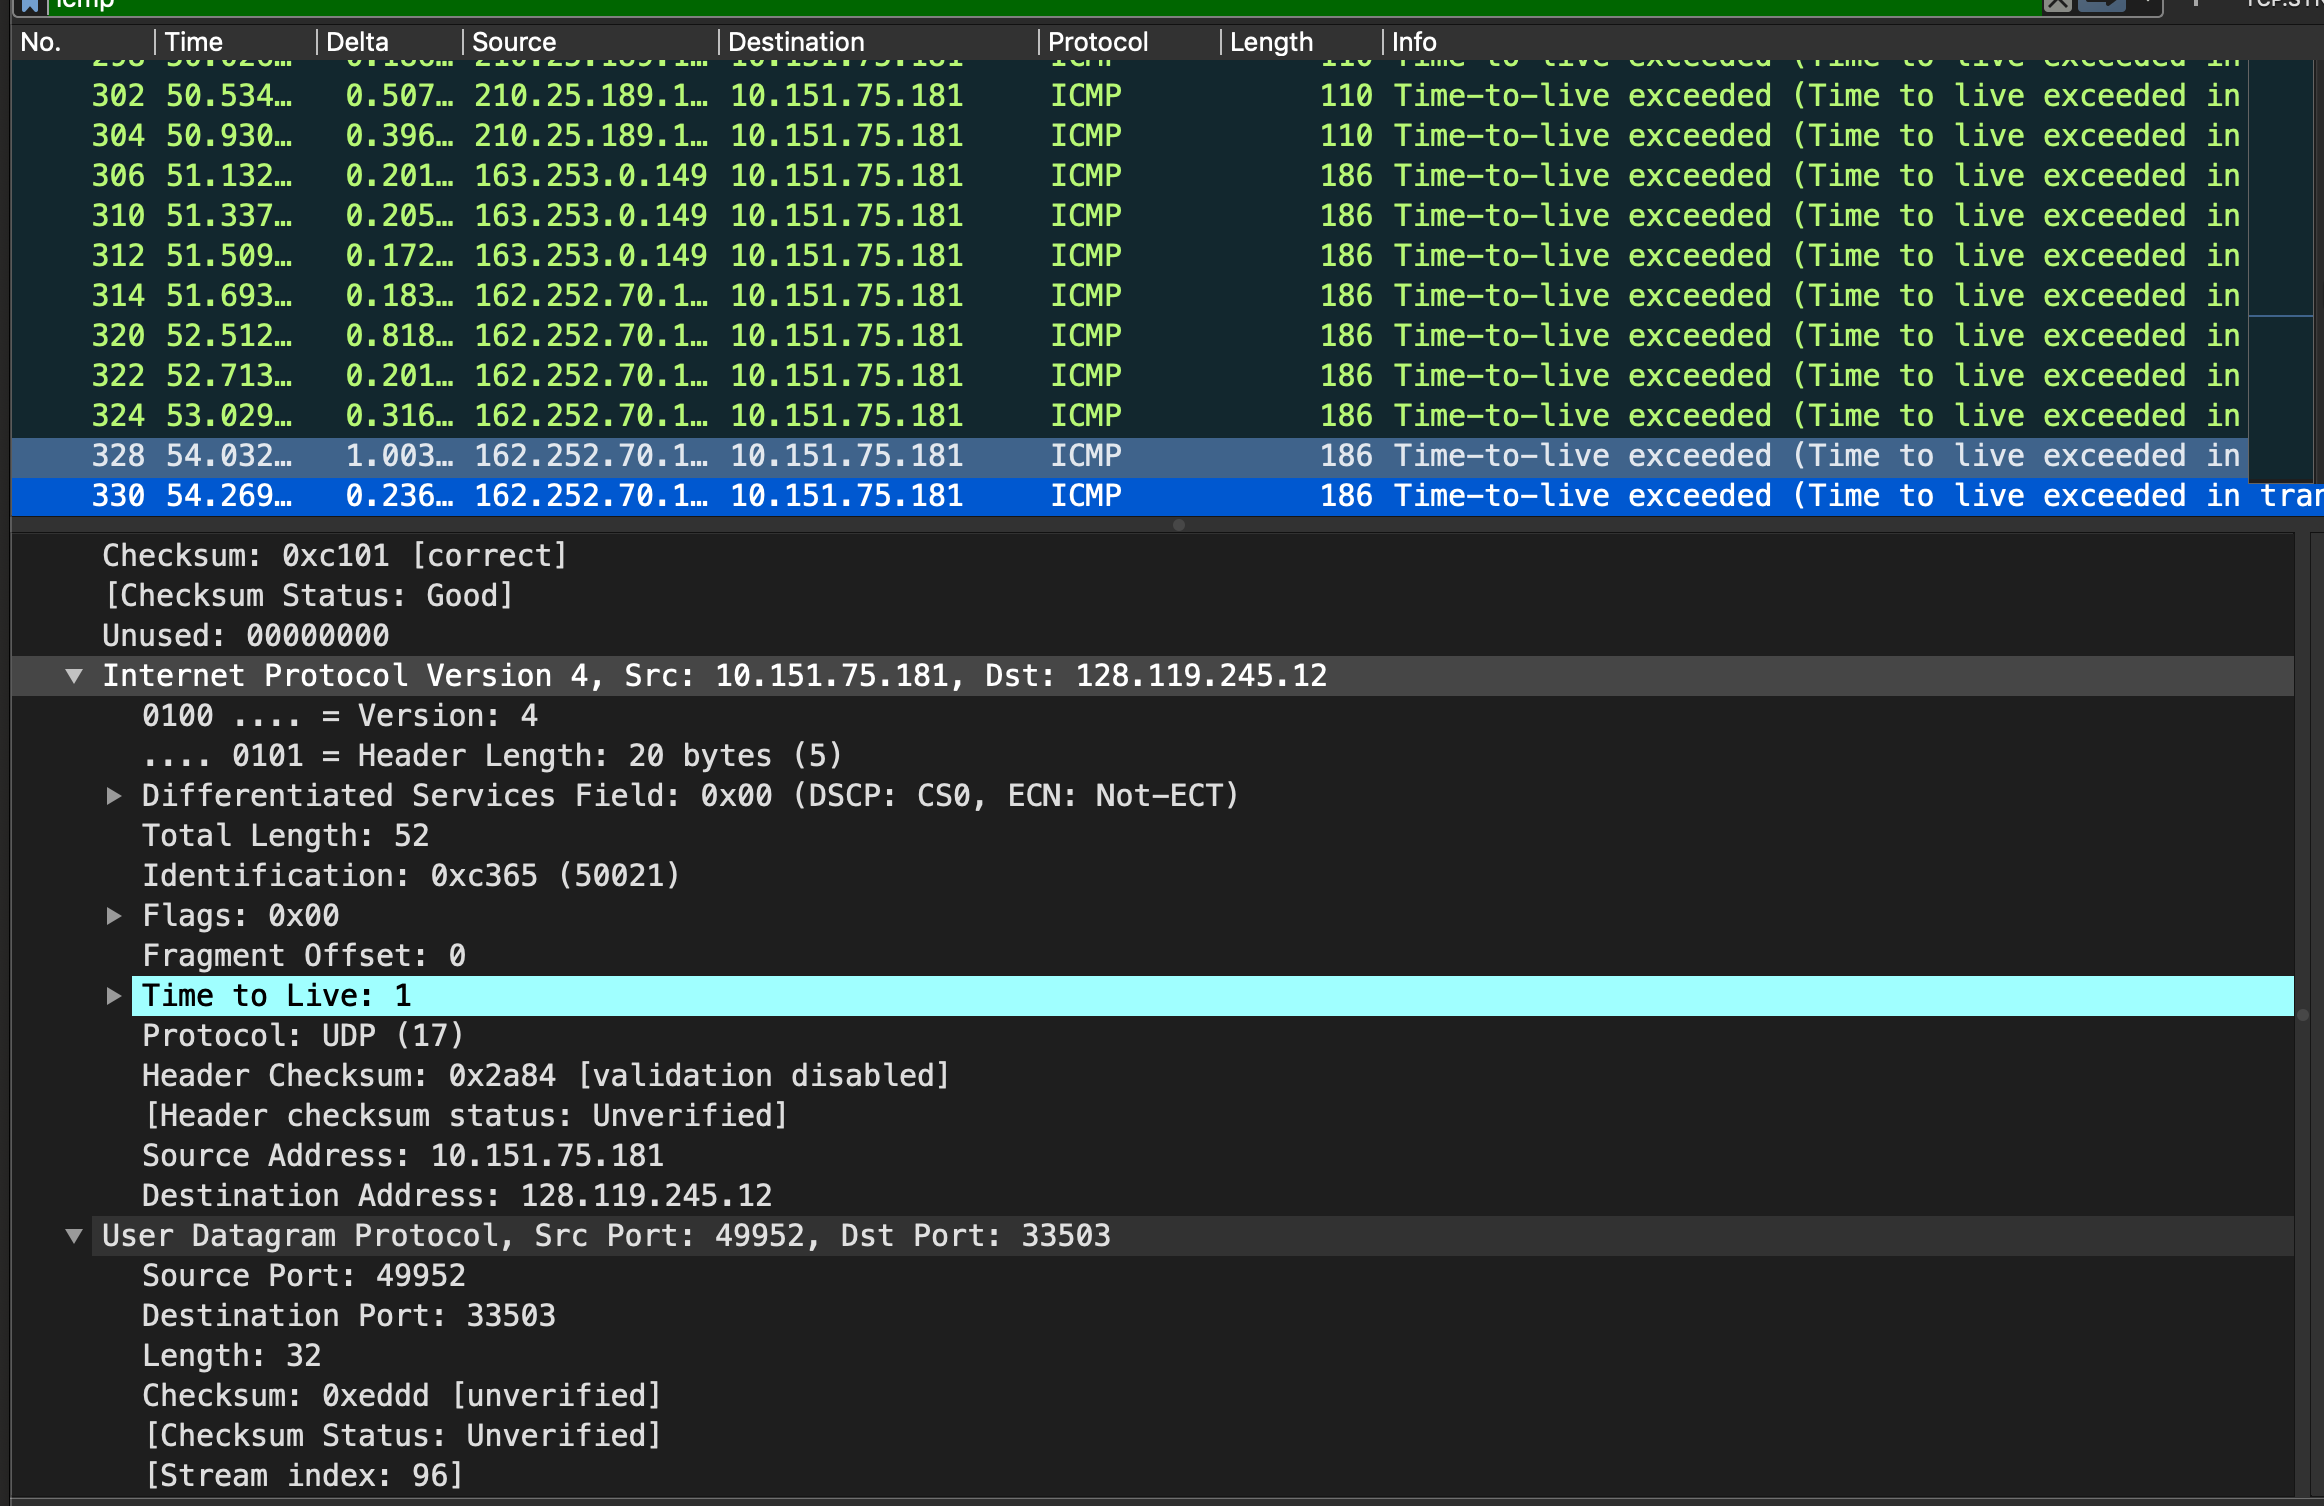 icmp
No. Time Delta Source Destination Protocol Length Info
302 50.534… 0.507… 210.25.189.1… 10.151.75.181 ICMP 110 Time-to-live exceeded (Time to live exceeded in
304 50.930… 0.396… 210.25.189.1… 10.151.75.181 ICMP 110 Time-to-live exceeded (Time to live exceeded in
306 51.132… 0.201… 163.253.0.149 10.151.75.181 ICMP 186 Time-to-live exceeded (Time to live exceeded in
310 51.337… 0.205… 163.253.0.149 10.151.75.181 ICMP 186 Time-to-live exceeded (Time to live exceeded in
312 51.509… 0.172… 163.253.0.149 10.151.75.181 ICMP 186 Time-to-live exceeded (Time to live exceeded in
314 51.693… 0.183… 162.252.70.1… 10.151.75.181 ICMP 186 Time-to-live exceeded (Time to live exceeded in
320 52.512… 0.818… 162.252.70.1… 10.151.75.181 ICMP 186 Time-to-live exceeded (Time to live exceeded in
322 52.713… 0.201… 162.252.70.1… 10.151.75.181 ICMP 186 Time-to-live exceeded (Time to live exceeded in
324 53.029… 0.316… 162.252.70.1… 10.151.75.181 ICMP 186 Time-to-live exceeded (Time to live exceeded in
328 54.032… 1.003… 162.252.70.1… 10.151.75.181 ICMP 186 Time-to-live exceeded (Time to live exceeded in
330 54.269… 0.236… 162.252.70.1… 10.151.75.181 ICMP 186 Time-to-live exceeded (Time to live exceeded in tran
Checksum: 0xc101 [correct]
[Checksum Status: Good]
Unused: 00000000
Internet Protocol Version 4, Src: 10.151.75.181, Dst: 128.119.245.12
0100 .... = Version: 4
.... 0101 = Header Length: 20 bytes (5)
Differentiated Services Field: 0x00 (DSCP: CS0, ECN: Not-ECT)
Total Length: 52
Identification: 0xc365 (50021)
Flags: 0x00
Fragment Offset: 0
Time to Live: 1
Protocol: UDP (17)
Header Checksum: 0x2a84 [validation disabled]
[Header checksum status: Unverified]
Source Address: 10.151.75.181
Destination Address: 128.119.245.12
User Datagram Protocol, Src Port: 49952, Dst Port: 33503
Source Port: 49952
Destination Port: 33503
Length: 32
Checksum: 0xeddd [unverified]
[Checksum Status: Unverified]
[Stream index: 96]